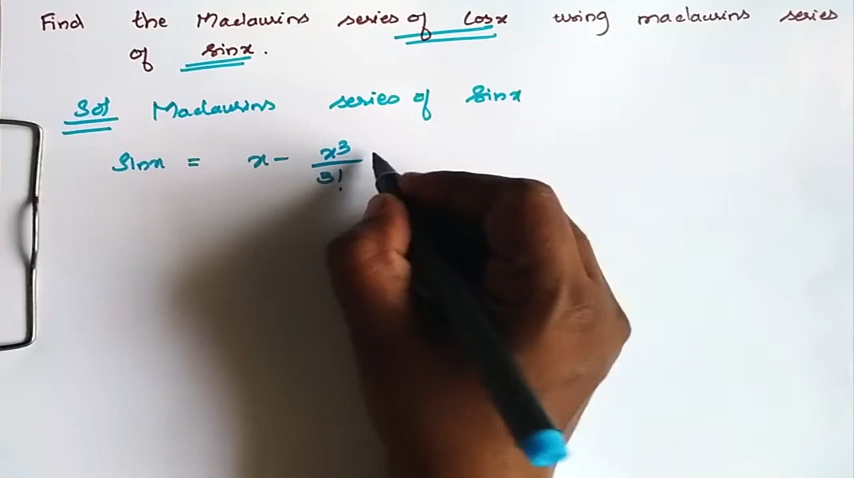 Find the Maclaurins series of Cosx using maclaurins series
of Sinx.
Sol Maclaurins series of Sinx
Sinx = x - x³/3!